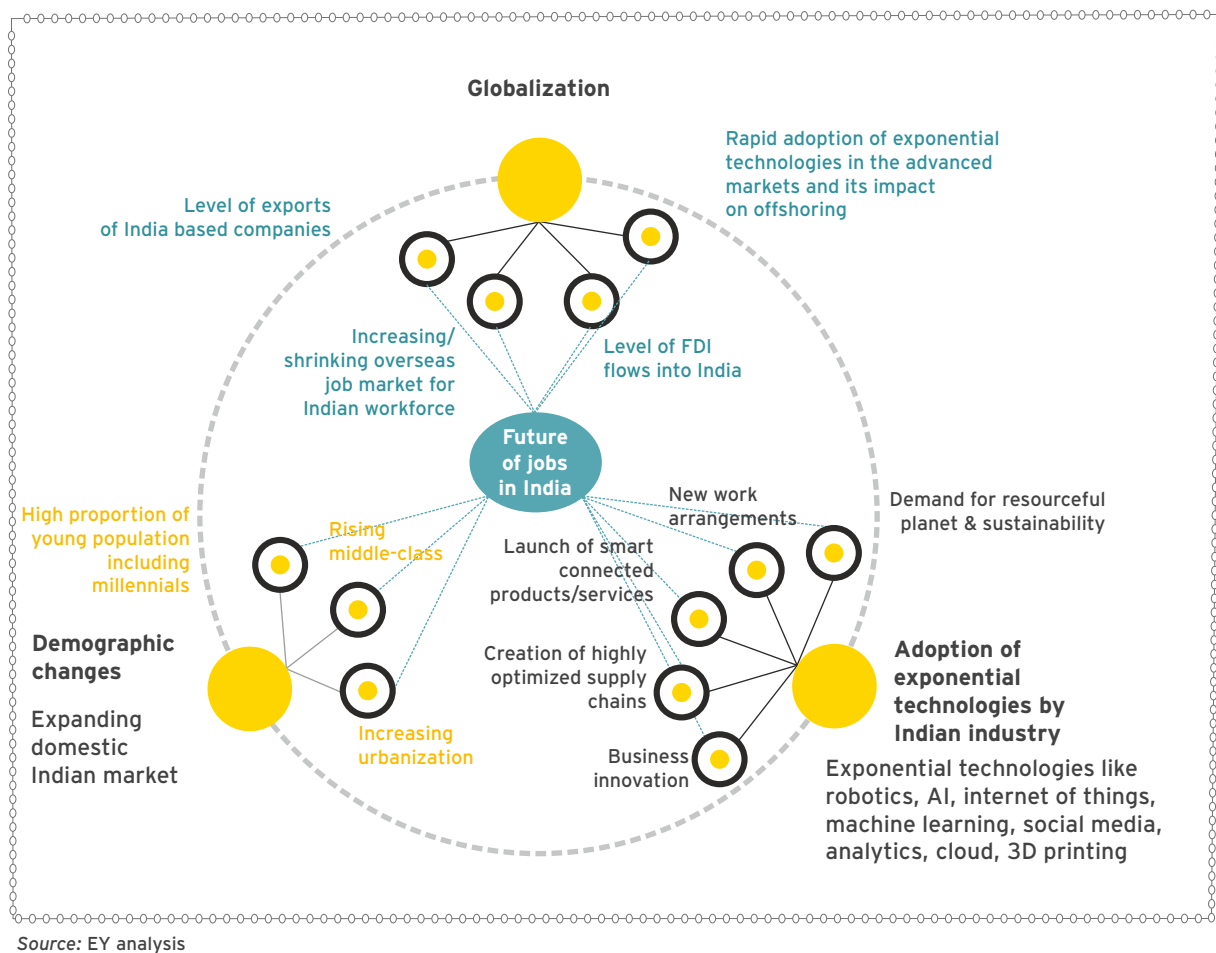 Globalization
Rapid adoption of exponential
technologies in the advanced
markets and its impact
on offshoring
Level of exports
of India based companies
Increasing/
shrinking overseas
job market for
Indian workforce
Level of FDI
flows into India
Future
of jobs
in India
High proportion of
young population
including
millennials
Rising
middle-class
Increasing
urbanization
Demographic
changes
Expanding
domestic
Indian market
New work
arrangements
Demand for resourceful
planet & sustainability
Launch of smart
connected
products/services
Creation of highly
optimized supply
chains
Business
innovation
Adoption of
exponential
technologies by
Indian industry
Exponential technologies like
robotics, AI, internet of things,
machine learning, social media,
analytics, cloud, 3D printing
Source: EY analysis